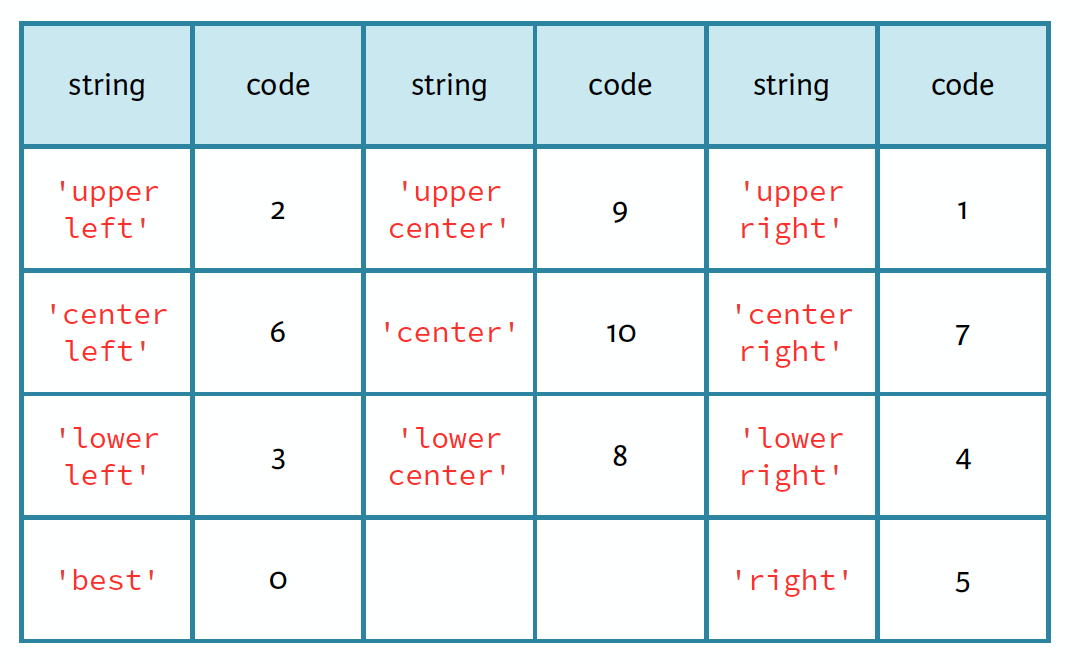 string code string code string code
'upper left' 2 'upper center' 9 'upper right' 1
'center left' 6 'center' 10 'center right' 7
'lower left' 3 'lower center' 8 'lower right' 4
'best' 0 'right' 5